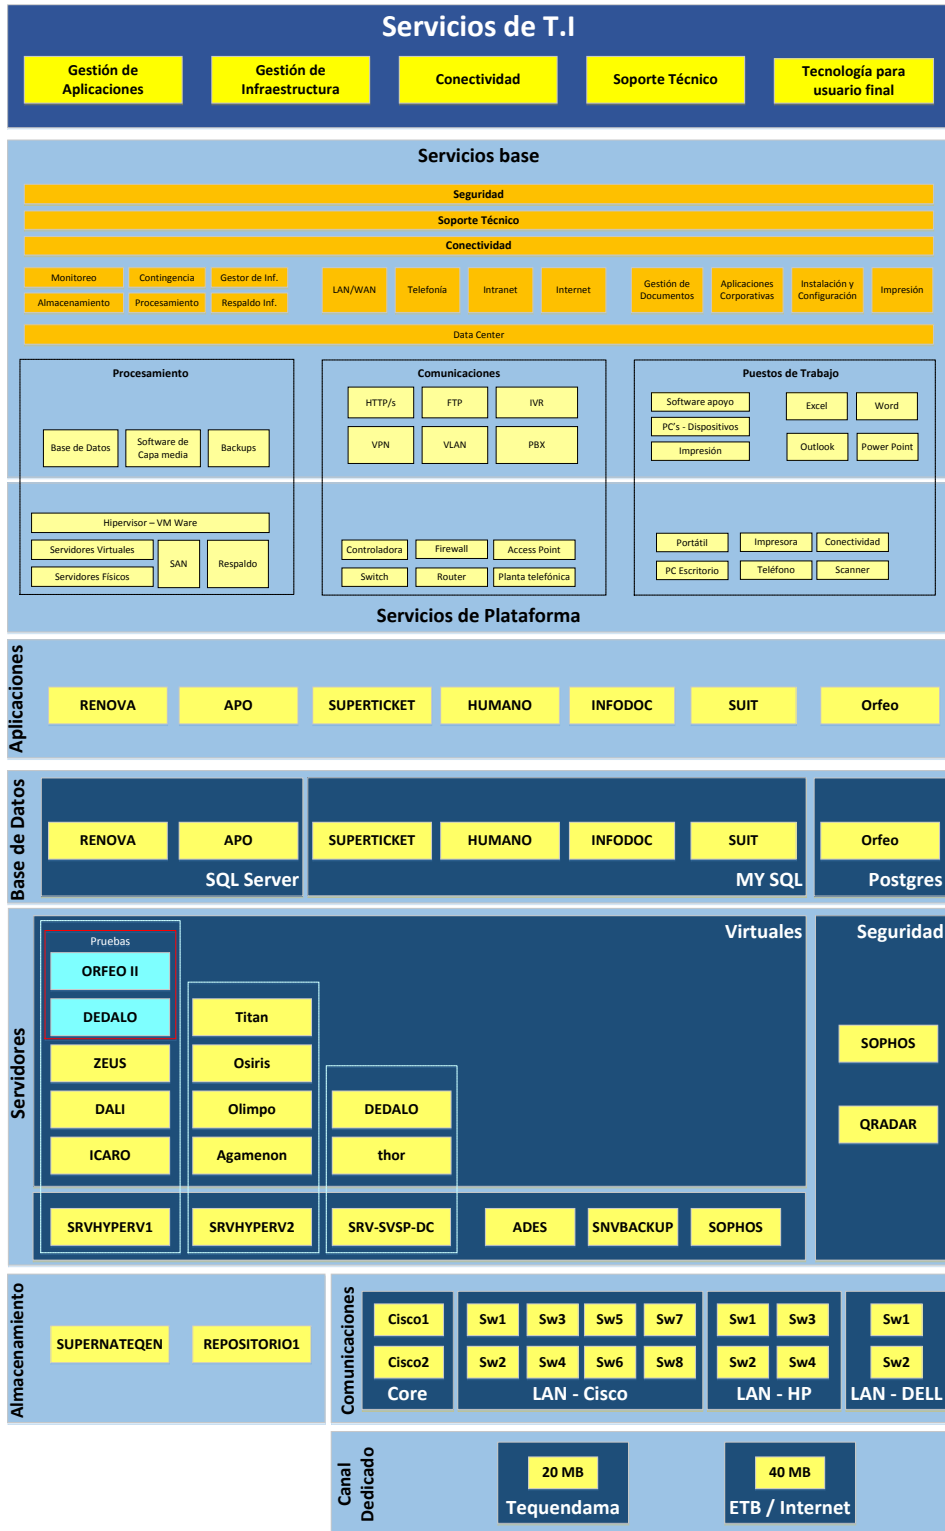 Servicios de T.I
Gestión de
Aplicaciones
Gestión de
Infraestructura
Conectividad
Soporte Técnico
Tecnología para
usuario final
Servicios base
Seguridad
Soporte Técnico
Conectividad
Monitoreo
Contingencia
Gestor de Inf.
Almacenamiento
Procesamiento
Respaldo Inf.
LAN/WAN
Telefonía
Intranet
Internet
Gestión de
Documentos
Aplicaciones
Corporativas
Instalación y
Configuración
Impresión
Data Center
Procesamiento
Base de Datos
Software de
Capa media
Backups
Hipervisor – VM Ware
Servidores Virtuales
Servidores Físicos
SAN
Respaldo
Comunicaciones
HTTP/s
FTP
IVR
VPN
VLAN
PBX
Controladora
Firewall
Access Point
Switch
Router
Planta telefónica
Puestos de Trabajo
Software apoyo
PC's - Dispositivos
Impresión
Excel
Word
Outlook
Power Point
Portátil
Impresora
Conectividad
PC Escritorio
Teléfono
Scanner
Servicios de Plataforma
Aplicaciones
RENOVA
APO
SUPERTICKET
HUMANO
INFODOC
SUIT
Orfeo
Base de Datos
RENOVA
APO
SQL Server
SUPERTICKET
HUMANO
INFODOC
SUIT
MY SQL
Orfeo
Postgres
Servidores
Virtuales
Pruebas
ORFEO II
DEDALO
ZEUS
DALI
ICARO
SRVHYPERV1
Titan
Osiris
Olimpo
Agamenon
SRVHYPERV2
DEDALO
thor
SRV-SVSP-DC
ADES
SNVBACKUP
SOPHOS
Seguridad
SOPHOS
QRADAR
Almacenamiento
SUPERNATEQEN
REPOSITORIO1
Comunicaciones
Cisco1
Cisco2
Core
Sw1
Sw3
Sw5
Sw7
Sw2
Sw4
Sw6
Sw8
LAN - Cisco
Sw1
Sw3
Sw2
Sw4
LAN - HP
Sw1
Sw2
LAN - DELL
Canal
Dedicado
20 MB
Tequendama
40 MB
ETB / Internet